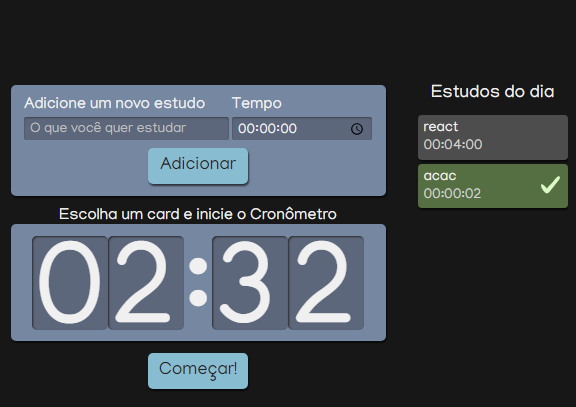 Adicione um novo estudo
Tempo
O que você quer estudar
00:00:00
Adicionar
Escolha um card e inicie o Cronômetro
02:32
Começar!
Estudos do dia
react
00:04:00
acac
00:00:02